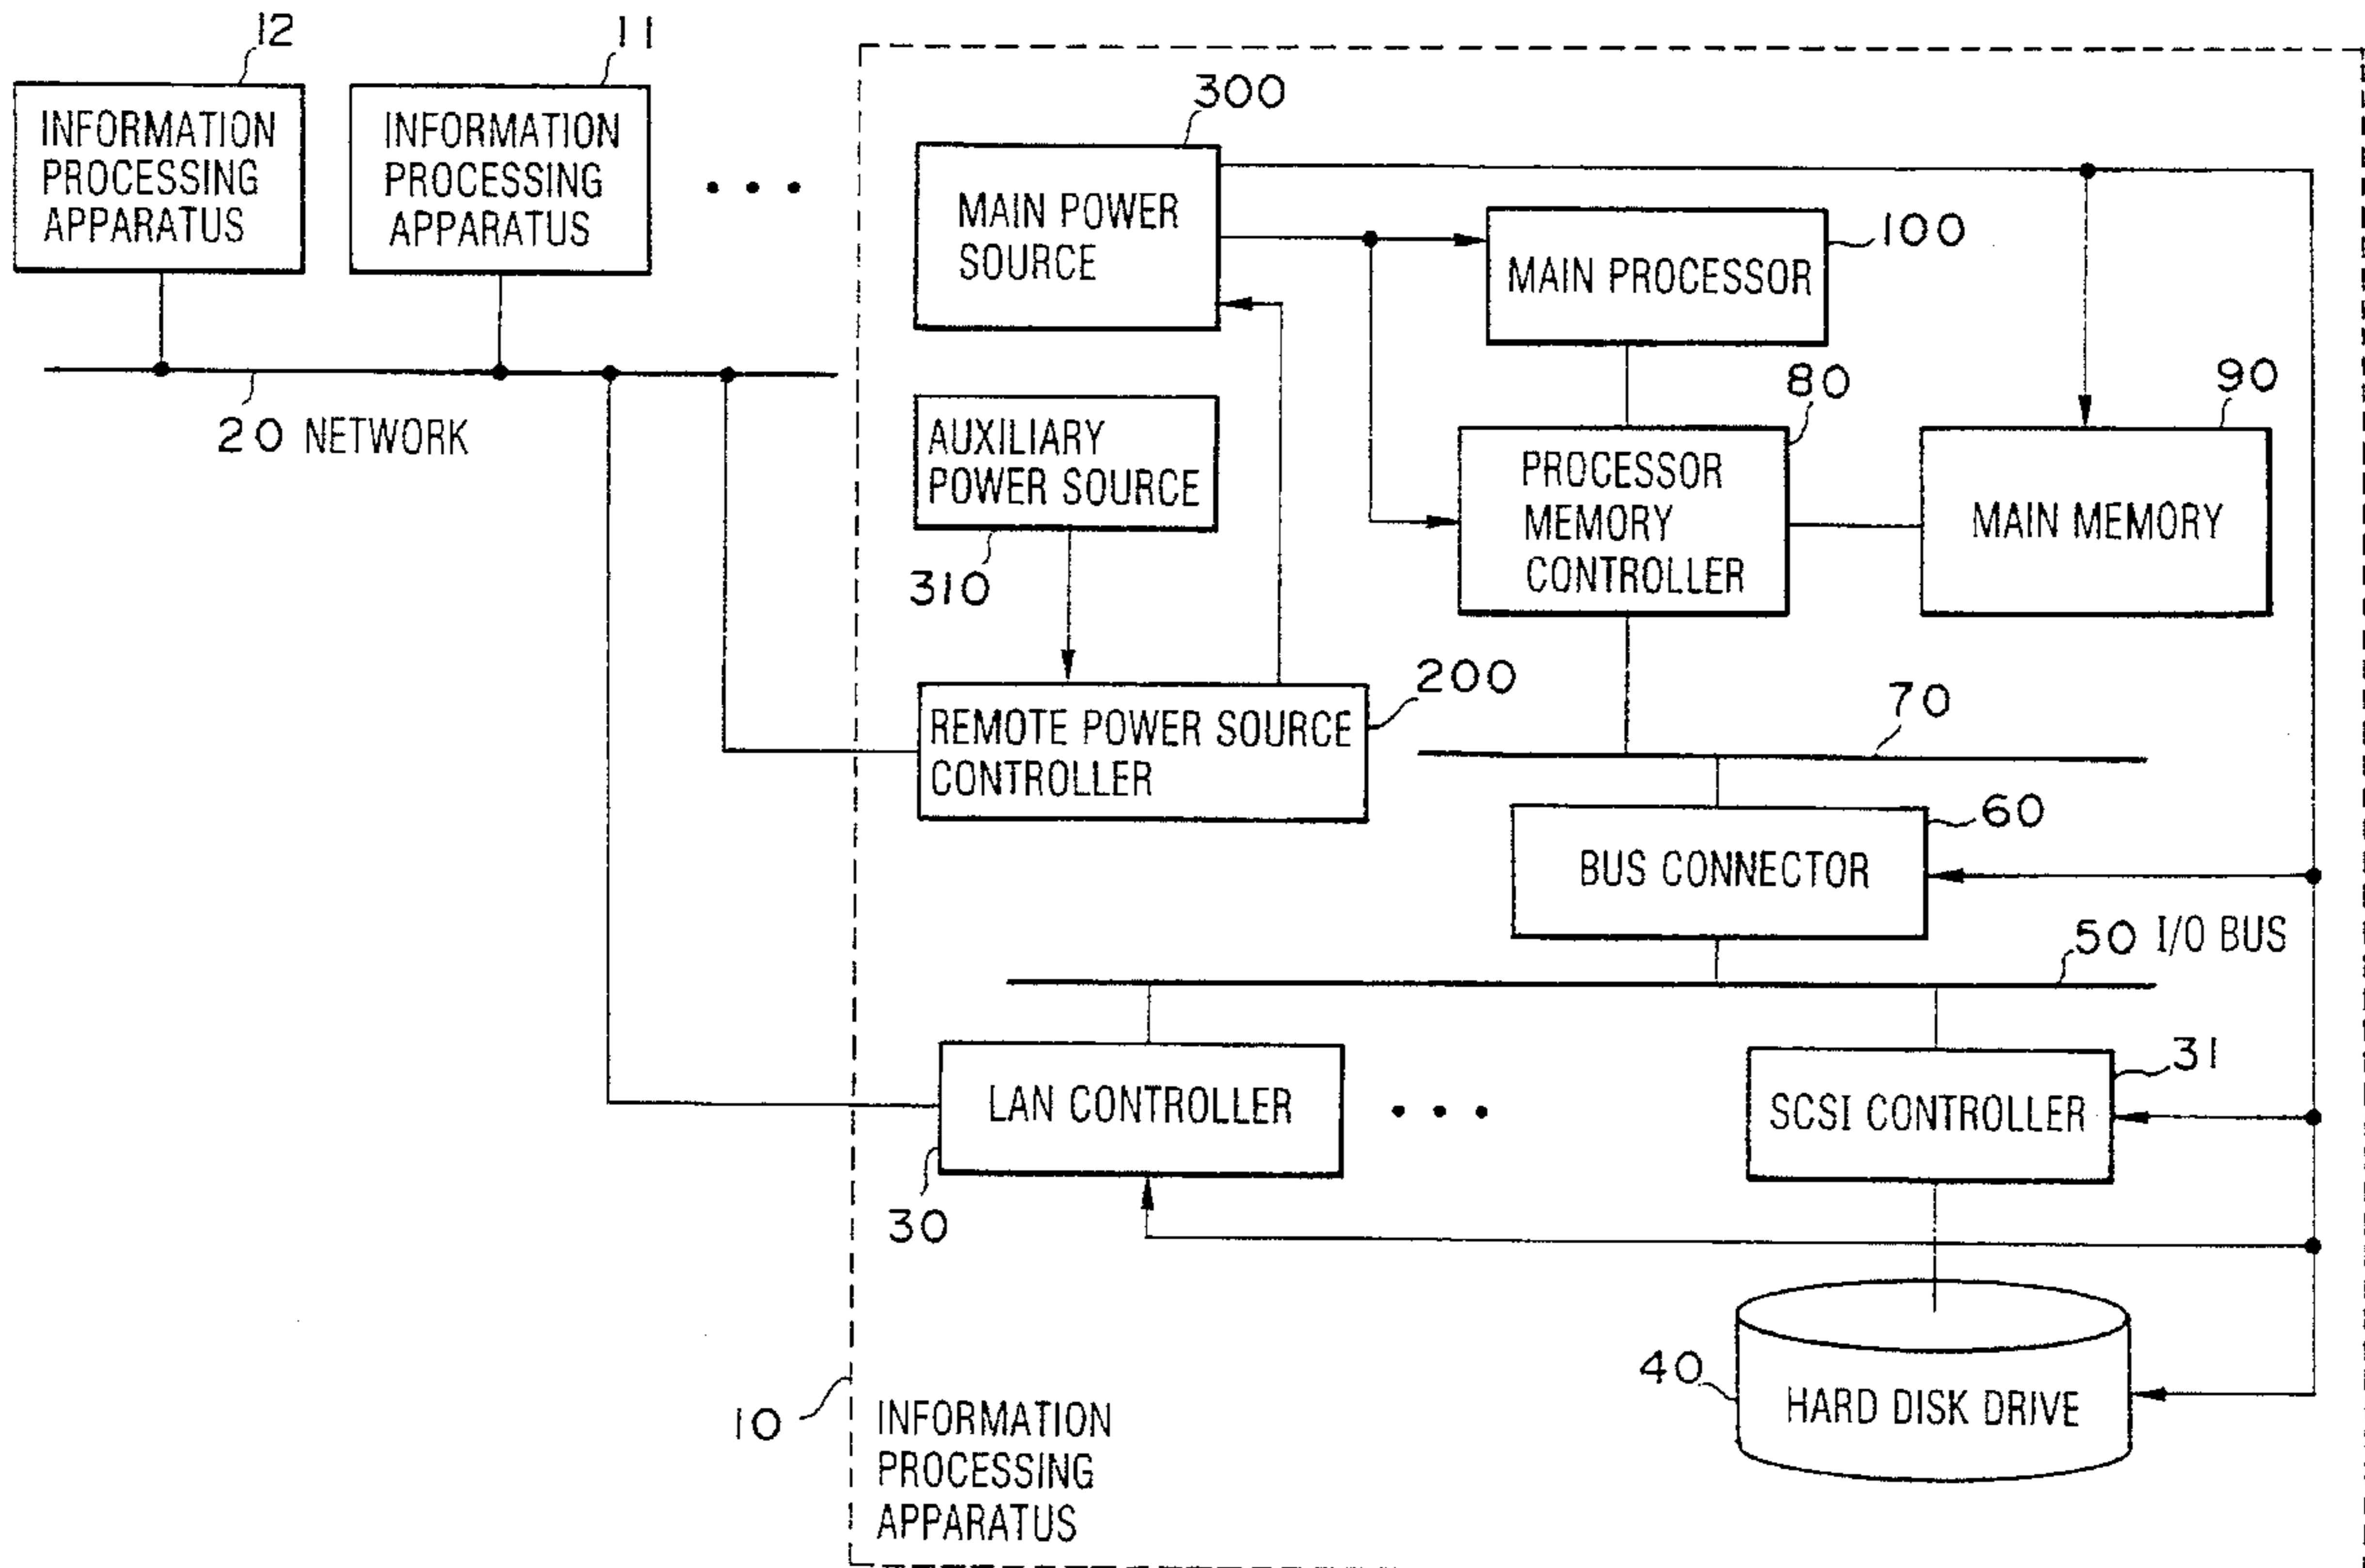 12
11
INFORMATION
PROCESSING
APPARATUS
INFORMATION
PROCESSING
APPARATUS
20 NETWORK
300
MAIN POWER
SOURCE
100
MAIN PROCESSOR
80
90
AUXILIARY
POWER SOURCE
310
PROCESSOR
MEMORY
CONTROLLER
MAIN MEMORY
200
REMOTE POWER SOURCE
CONTROLLER
70
60
BUS CONNECTOR
50 I/O BUS
LAN CONTROLLER
30
31
SCSI CONTROLLER
40
HARD DISK DRIVE
10
INFORMATION
PROCESSING
APPARATUS